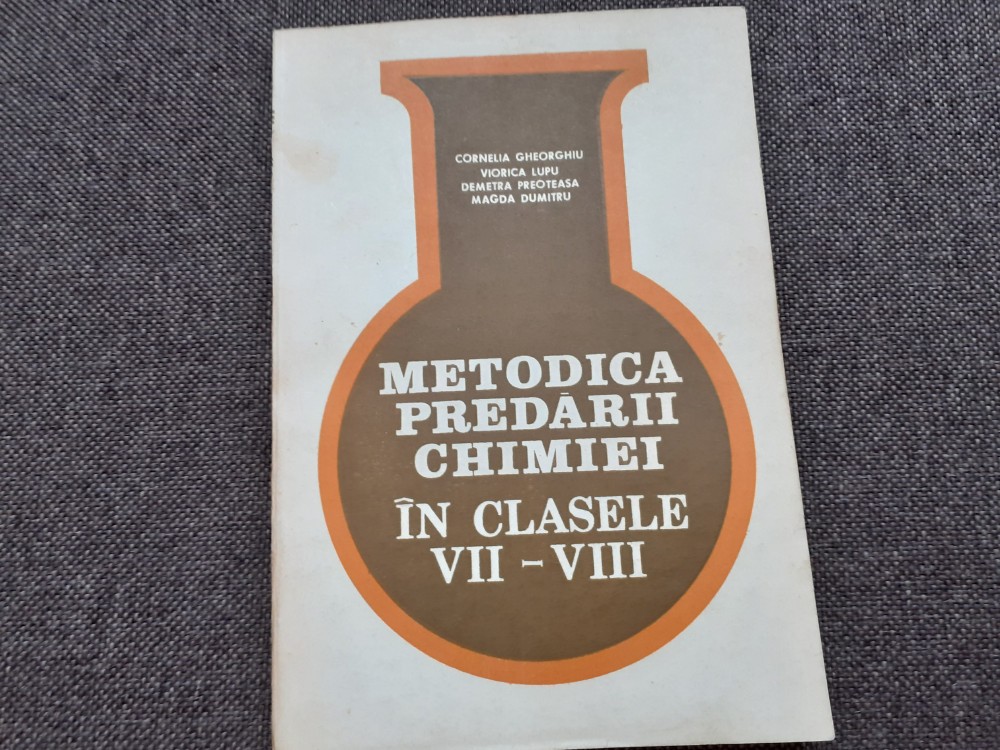 CORNELIA GHEORGHIU
VIORICA LUPU
DEMETRA PREOTEASA
MAGDA DUMITRU
METODICA
PREDĂRII
CHIMIEI
ÎN CLASELE
VII – VIII